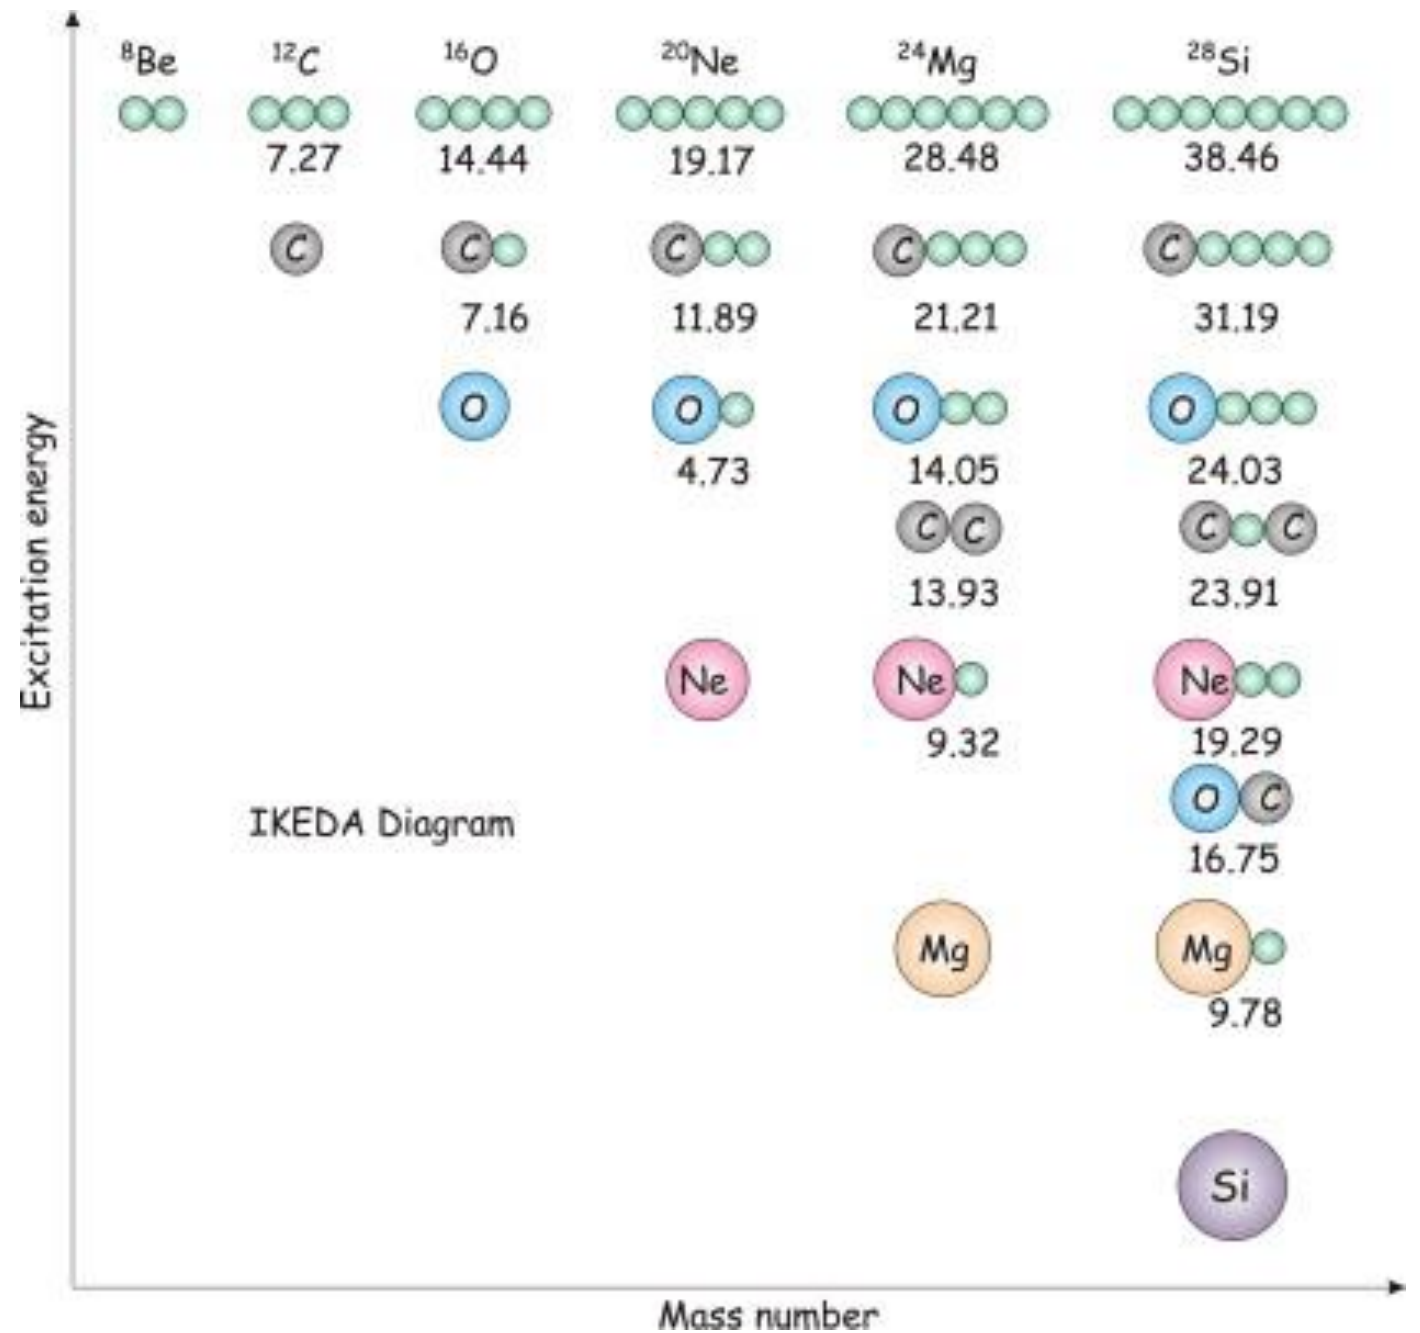 ⁸Be ¹²C ¹⁶O ²⁰Ne ²⁴Mg ²⁸Si
7.27 14.44 19.17 28.48 38.46
C C C C C
7.16 11.89 21.21 31.19
O O O O
4.73 14.05 24.03
C C C C
13.93 23.91
Ne Ne Ne
9.32 19.29
O C
16.75
IKEDA Diagram
Mg Mg
9.78
Si
Excitation energy
Mass number